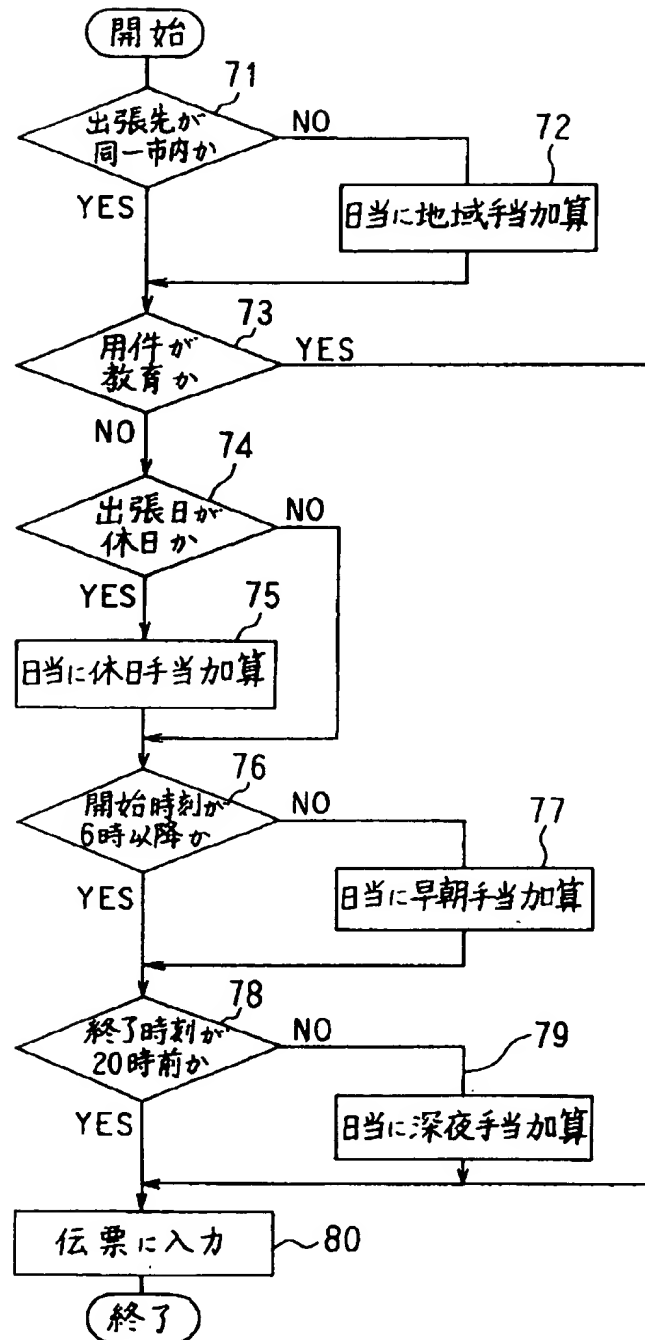 開始
71
出張先が
同一市内か
NO
72
YES
日当に地域手当加算
73
用件が
教育か
YES
NO
74
出張日が
休日か
NO
YES
75
日当に休日手当加算
76
開始時刻が
6時以降か
NO
77
YES
日当に早朝手当加算
78
終了時刻が
20時前か
NO
79
YES
日当に深夜手当加算
伝票に入力
80
終了